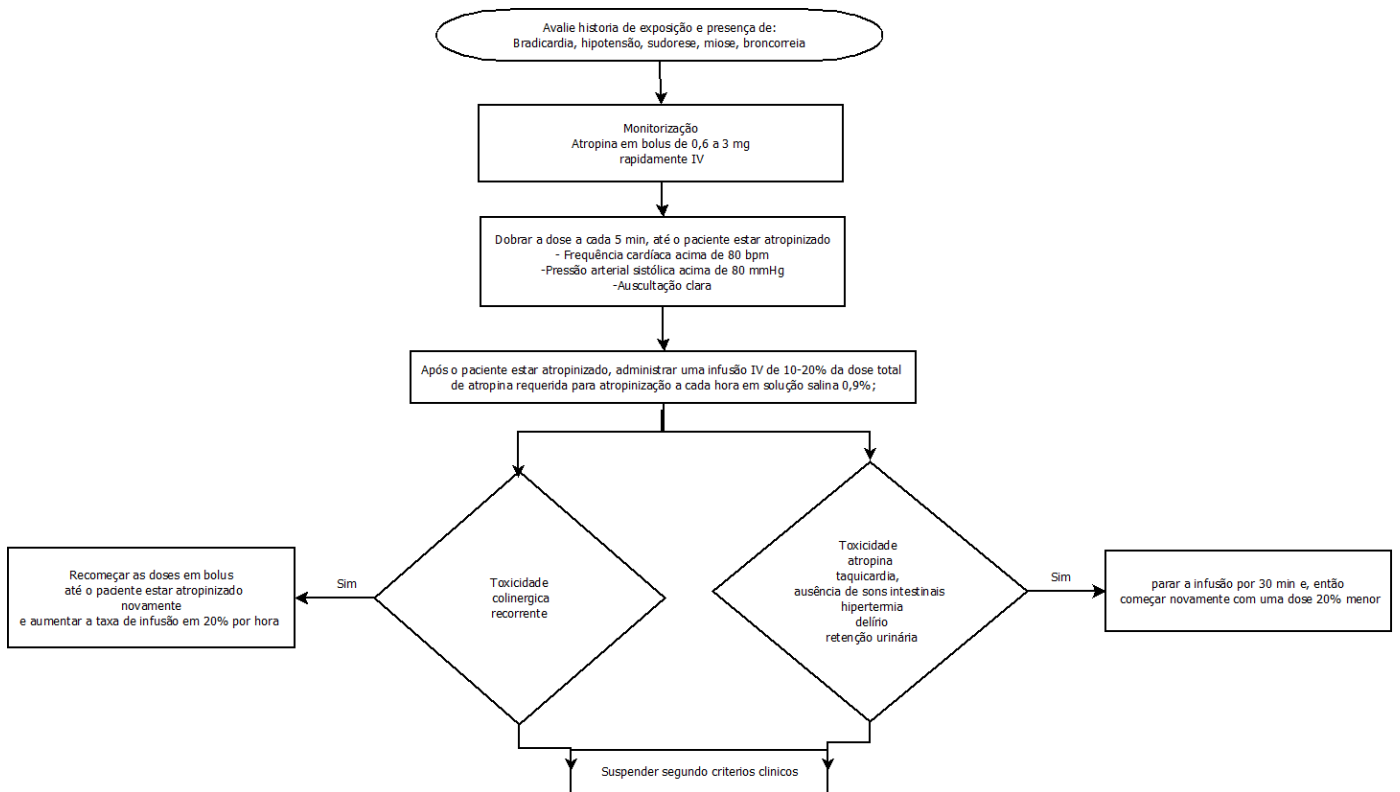 Avalie historia de exposição e presença de:
Bradicardia, hipotensão, sudorese, miose, broncorreia
Monitorização
Atropina em bolus de 0,6 a 3 mg
rapidamente IV
Dobrar a dose a cada 5 min, até o paciente estar atropinizado
- Frequência cardíaca acima de 80 bpm
-Pressão arterial sistólica acima de 80 mmHg
-Auscultação clara
Após o paciente estar atropinizado, administrar uma infusão IV de 10-20% da dose total
de atropina requerida para atropinização a cada hora em solução salina 0,9%;
Recomeçar as doses em bolus
até o paciente estar atropinizado
novamente
e aumentar a taxa de infusão em 20% por hora
Sim
Toxicidade
colinergica
recorrente
Toxicidade
atropina
taquicardia,
ausência de sons intestinais
hipertermia
delírio
retenção urinária
Sim
parar a infusão por 30 min e, então
começar novamente com uma dose 20% menor
Suspender segundo criterios clinicos